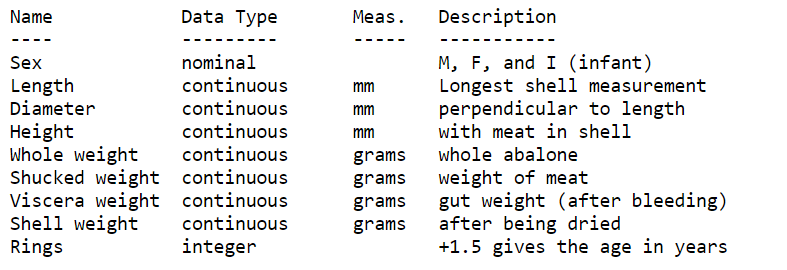 Name Data Type Meas. Description
---- --------- ----- -----------
Sex nominal M, F, and I (infant)
Length continuous mm Longest shell measurement
Diameter continuous mm perpendicular to length
Height continuous mm with meat in shell
Whole weight continuous grams whole abalone
Shucked weight continuous grams weight of meat
Viscera weight continuous grams gut weight (after bleeding)
Shell weight continuous grams after being dried
Rings integer +1.5 gives the age in years